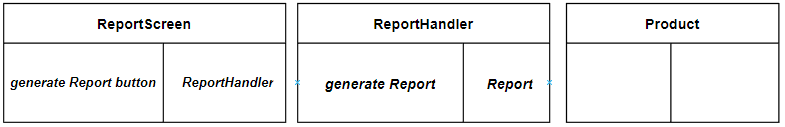 ReportScreen
generate Report button
ReportHandler
ReportHandler
generate Report
Report
Product